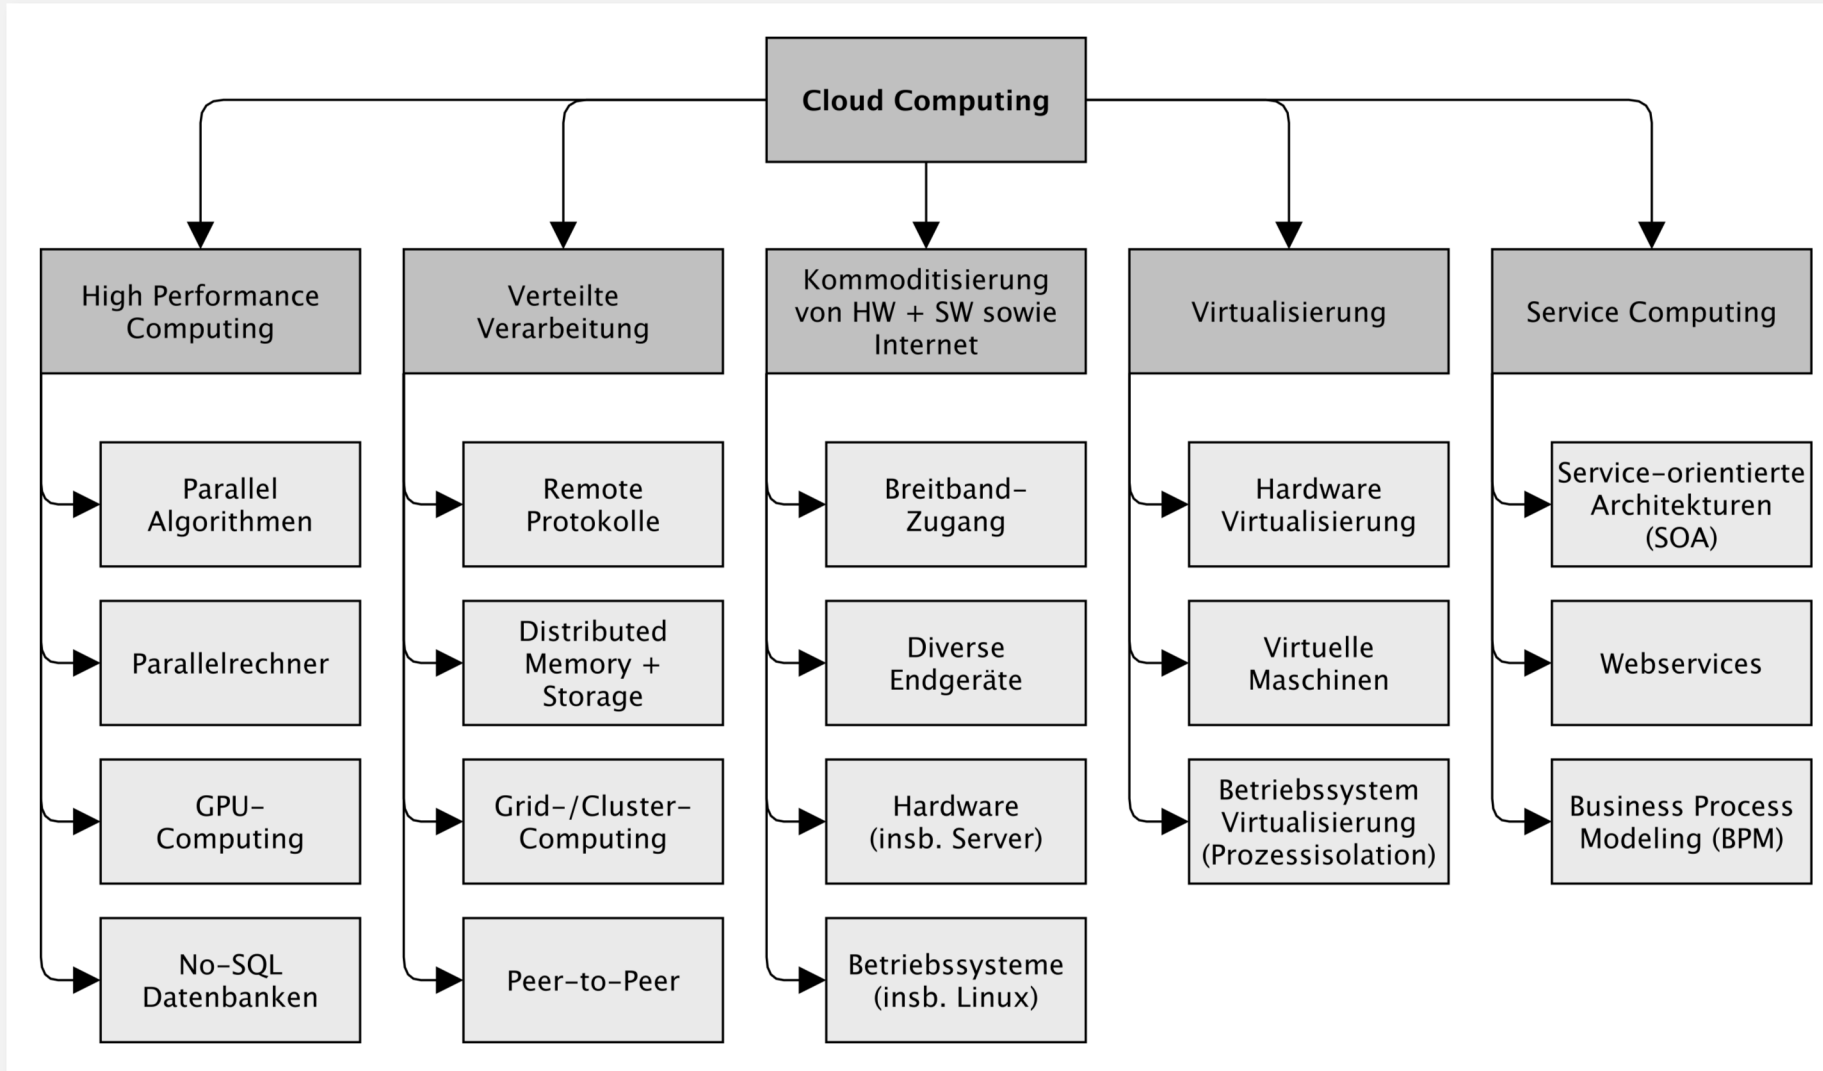 Cloud Computing
High Performance
Computing
Verteilte
Verarbeitung
Kommoditisierung
von HW + SW sowie
Internet
Virtualisierung
Service Computing
Parallel
Algorithmen
Remote
Protokolle
Breitband-
Zugang
Hardware
Virtualisierung
Service-orientierte
Architekturen
(SOA)
Parallelrechner
Distributed
Memory +
Storage
Diverse
Endgeräte
Virtuelle
Maschinen
Webservices
GPU-
Computing
Grid-/Cluster-
Computing
Hardware
(insb. Server)
Betriebssystem
Virtualisierung
(Prozessisolation)
Business Process
Modeling (BPM)
No-SQL
Datenbanken
Peer-to-Peer
Betriebssysteme
(insb. Linux)